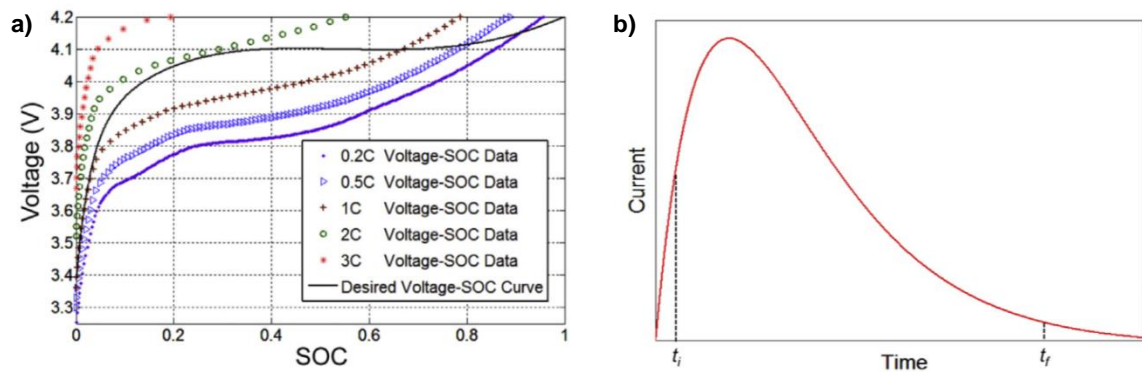 a)
4.2
4.1
4
3.9
3.8
3.7
3.6
3.5
3.4
3.3
Voltage (V)
0
0.2
0.4
0.6
0.8
1
SOC
0.2C Voltage-SOC Data
0.5C Voltage-SOC Data
1C Voltage-SOC Data
2C Voltage-SOC Data
3C Voltage-SOC Data
Desired Voltage-SOC Curve
b)
Current
ti
Time
tf